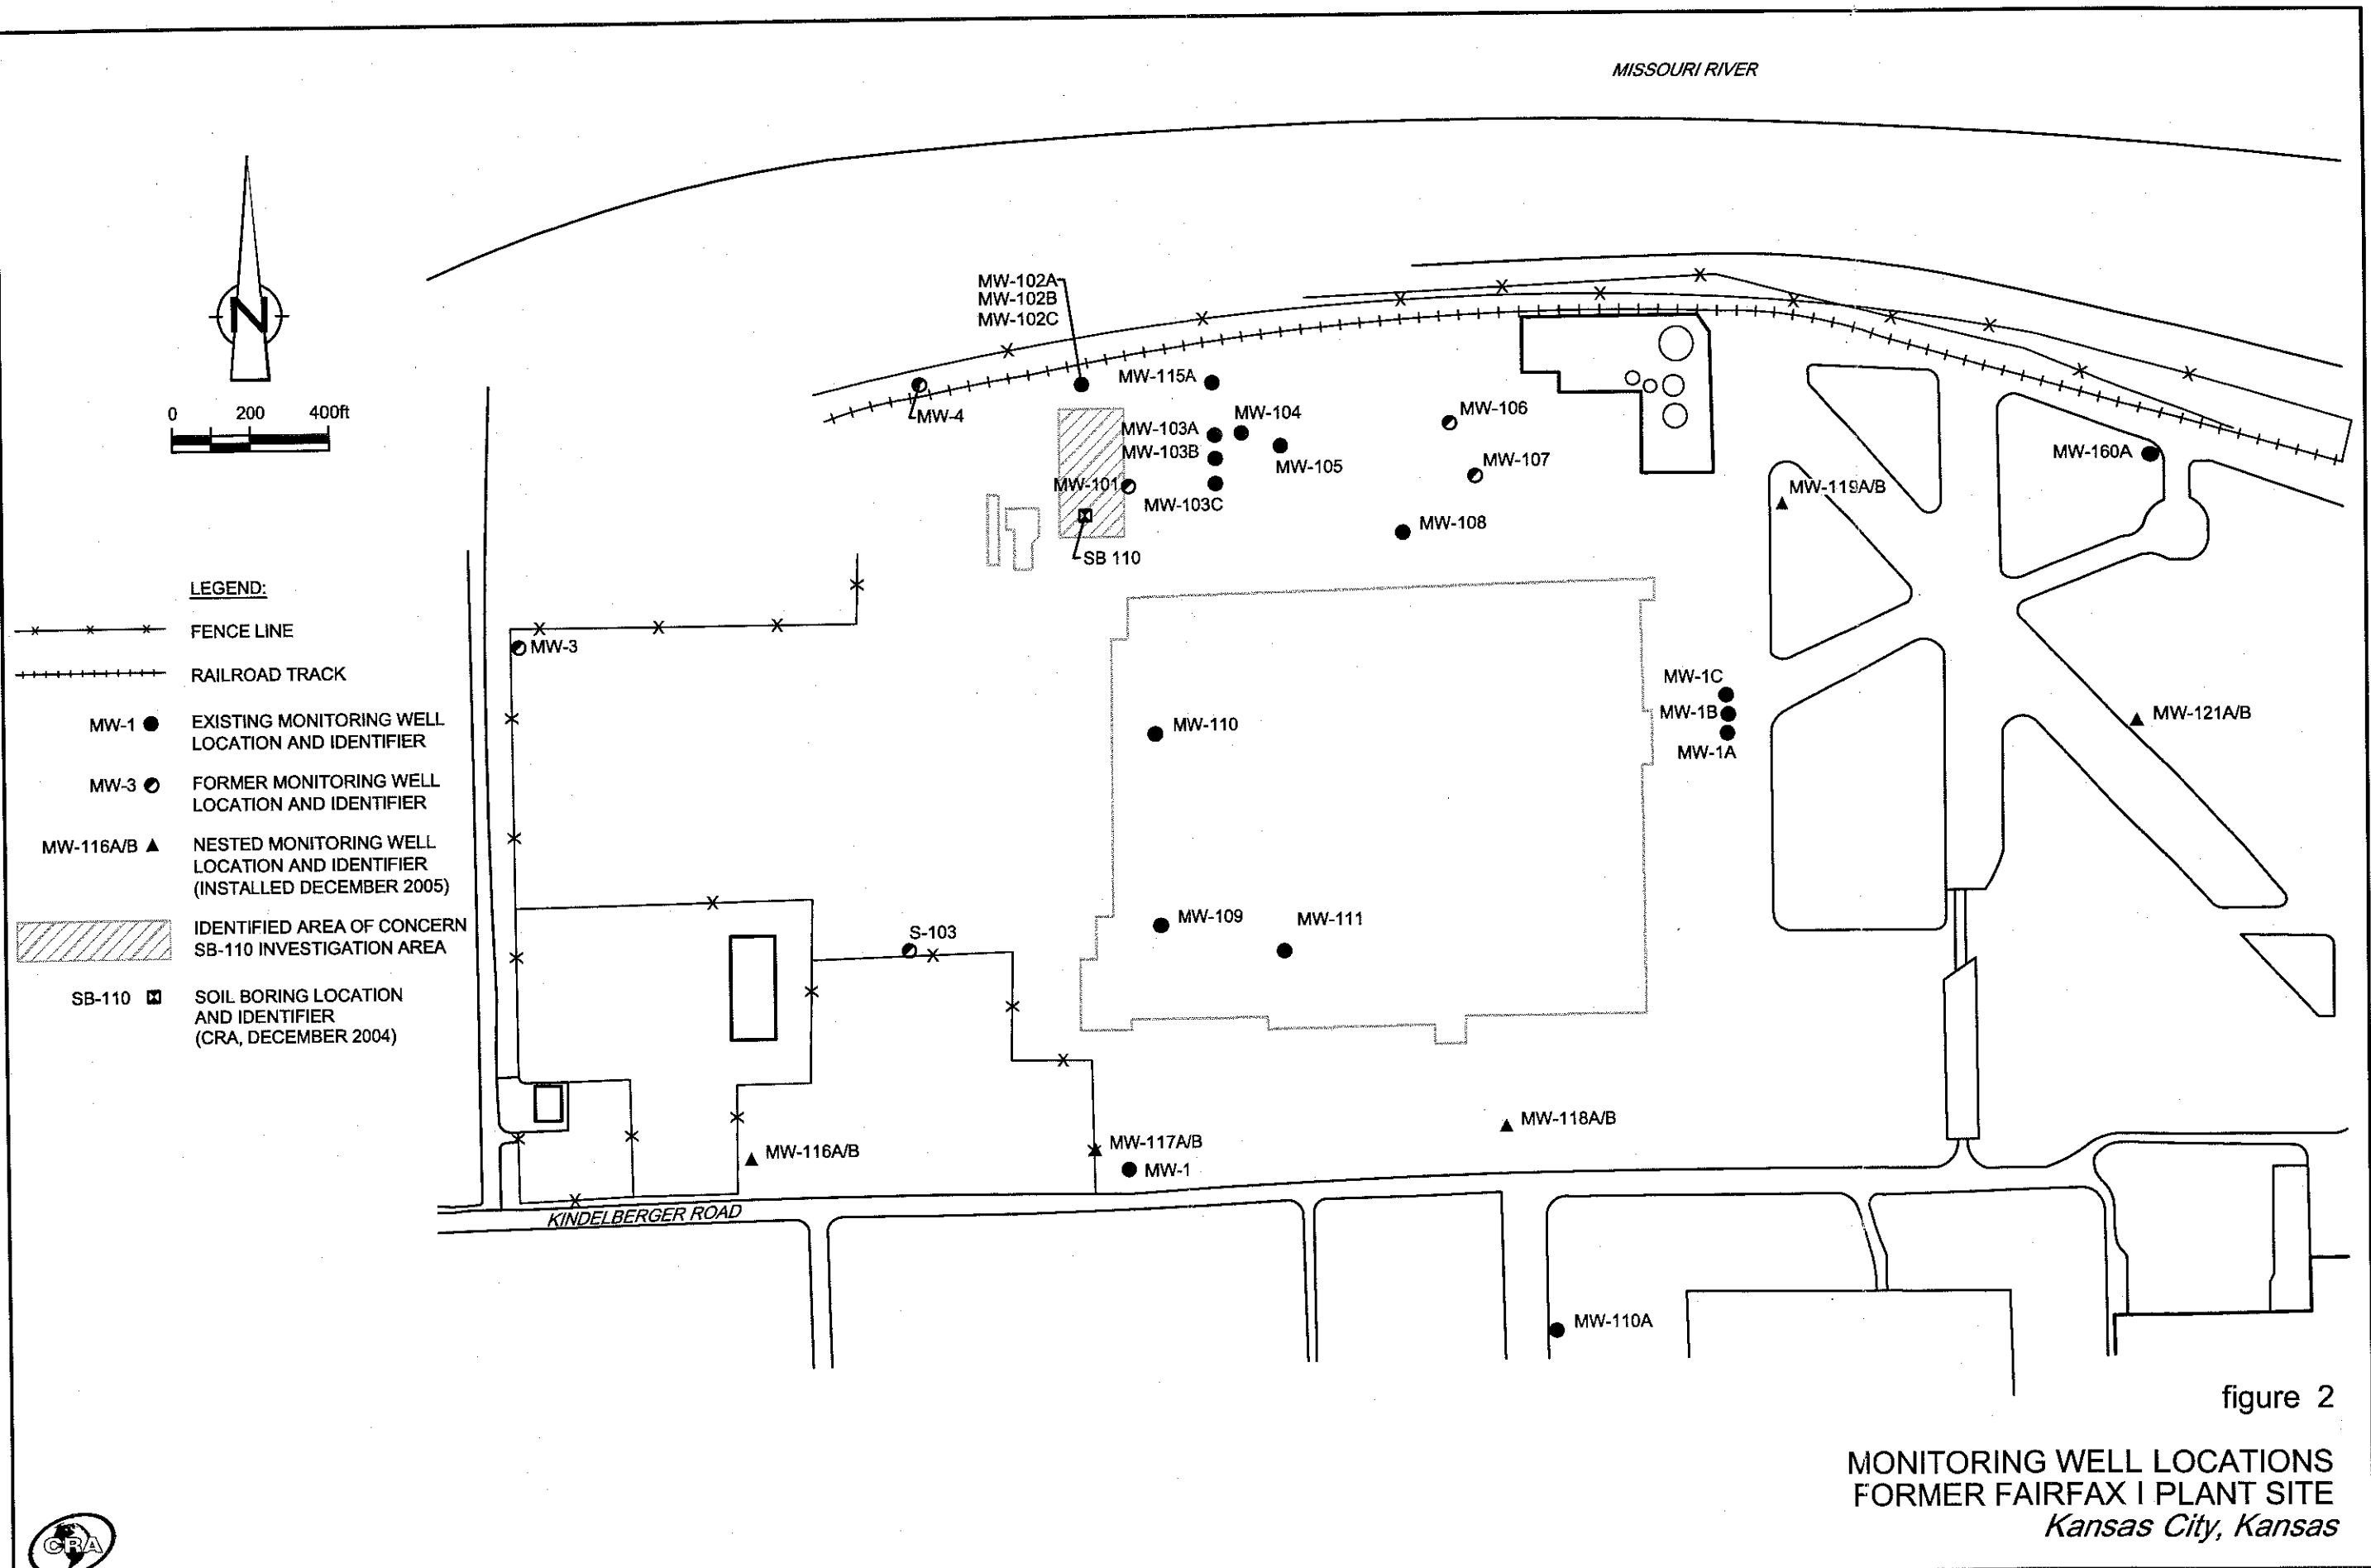 MISSOURI RIVER
N
0 200 400ft
MW-102A
MW-102B
MW-102C
MW-115A
MW-4
MW-104
MW-103A
MW-103B
MW-105
MW-106
MW-107
MW-101
MW-103C
MW-108
SB 110
MW-160A
MW-119A/B
LEGEND:
FENCE LINE
RAILROAD TRACK
MW-1 EXISTING MONITORING WELL
LOCATION AND IDENTIFIER
MW-3 FORMER MONITORING WELL
LOCATION AND IDENTIFIER
MW-116A/B NESTED MONITORING WELL
LOCATION AND IDENTIFIER
(INSTALLED DECEMBER 2005)
IDENTIFIED AREA OF CONCERN
SB-110 INVESTIGATION AREA
SB-110 SOIL BORING LOCATION
AND IDENTIFIER
(CRA, DECEMBER 2004)
MW-3
MW-1C
MW-1B
MW-1A
MW-110
MW-121A/B
MW-109
MW-111
S-103
MW-118A/B
MW-117A/B
MW-116A/B
MW-1
KINDELBERGER ROAD
MW-110A
figure 2
MONITORING WELL LOCATIONS
FORMER FAIRFAX I PLANT SITE
Kansas City, Kansas
CRA